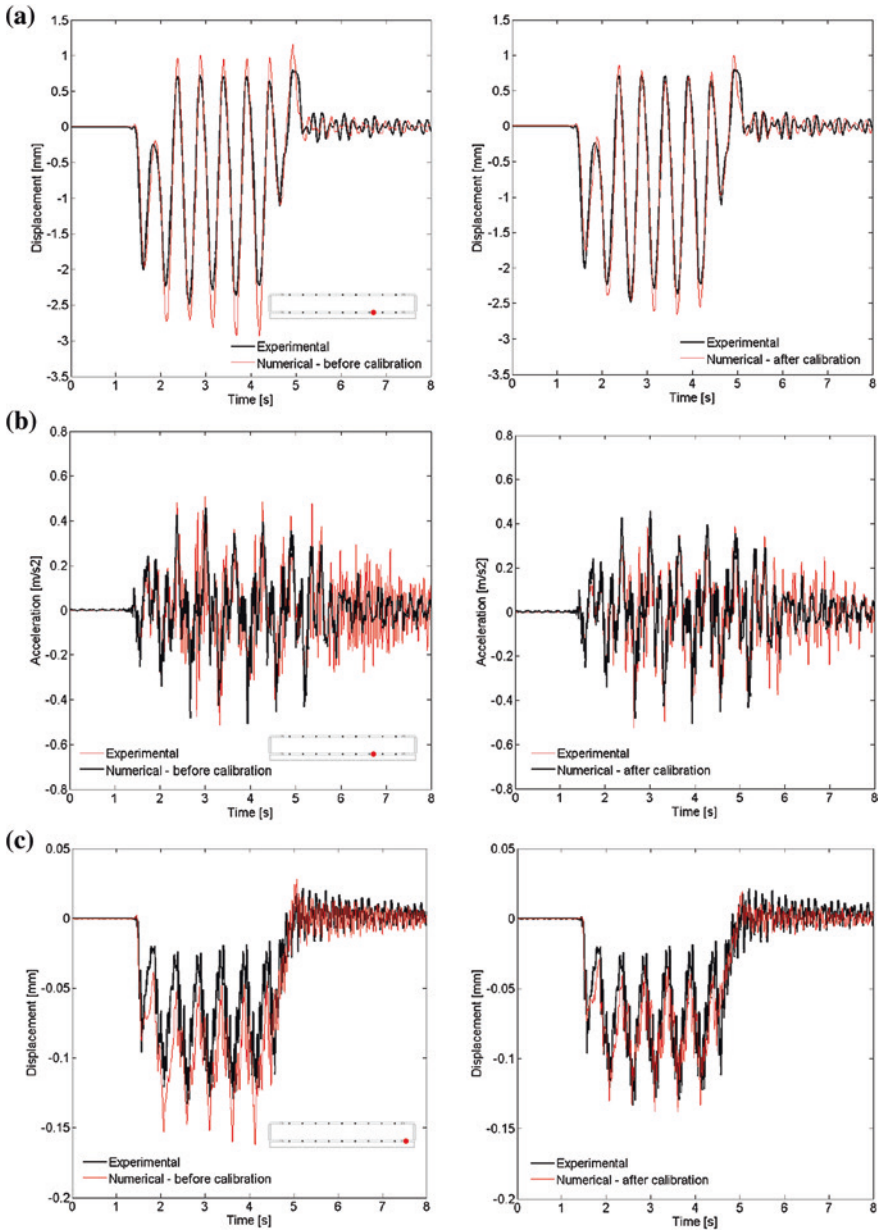 (a)
1.5
1
0.5
0
-0.5
-1
-1.5
-2
-2.5
-3
-3.5
Displacement [mm]
Experimental
Numerical - before calibration
0 1 2 3 4 5 6 7 8
Time [s]
1.5
1
0.5
0
-0.5
-1
-1.5
-2
-2.5
-3
-3.5
Displacement [mm]
Experimental
Numerical - after calibration
0 1 2 3 4 5 6 7 8
Time [s]
(b)
0.8
0.6
0.4
0.2
0
-0.2
-0.4
-0.6
-0.8
Acceleration [m/s2]
Experimental
Numerical - before calibration
0 1 2 3 4 5 6 7 8
Time [s]
0.8
0.6
0.4
0.2
0
-0.2
-0.4
-0.6
-0.8
Acceleration [m/s2]
Experimental
Numerical - after calibration
0 1 2 3 4 5 6 7 8
Time [s]
(c)
0.05
0
-0.05
-0.1
-0.15
-0.2
Displacement [mm]
Experimental
Numerical - before calibration
0 1 2 3 4 5 6 7 8
Time [s]
0.05
0
-0.05
-0.1
-0.15
-0.2
Displacement [mm]
Experimental
Numerical - after calibration
0 1 2 3 4 5 6 7 8
Time [s]